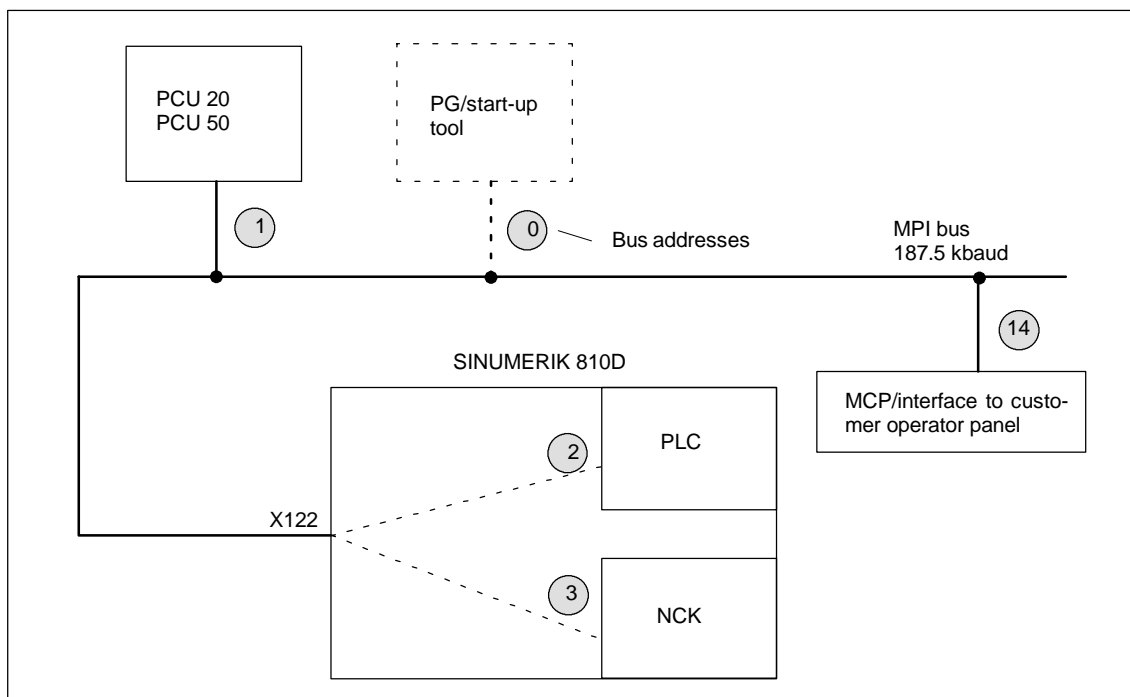 PCU 20
PCU 50
PG/start-up
tool
1
0
Bus addresses
MPI bus
187.5 kbaud
14
SINUMERIK 810D
MCP/interface to custo-
mer operator panel
PLC
2
X122
3
NCK